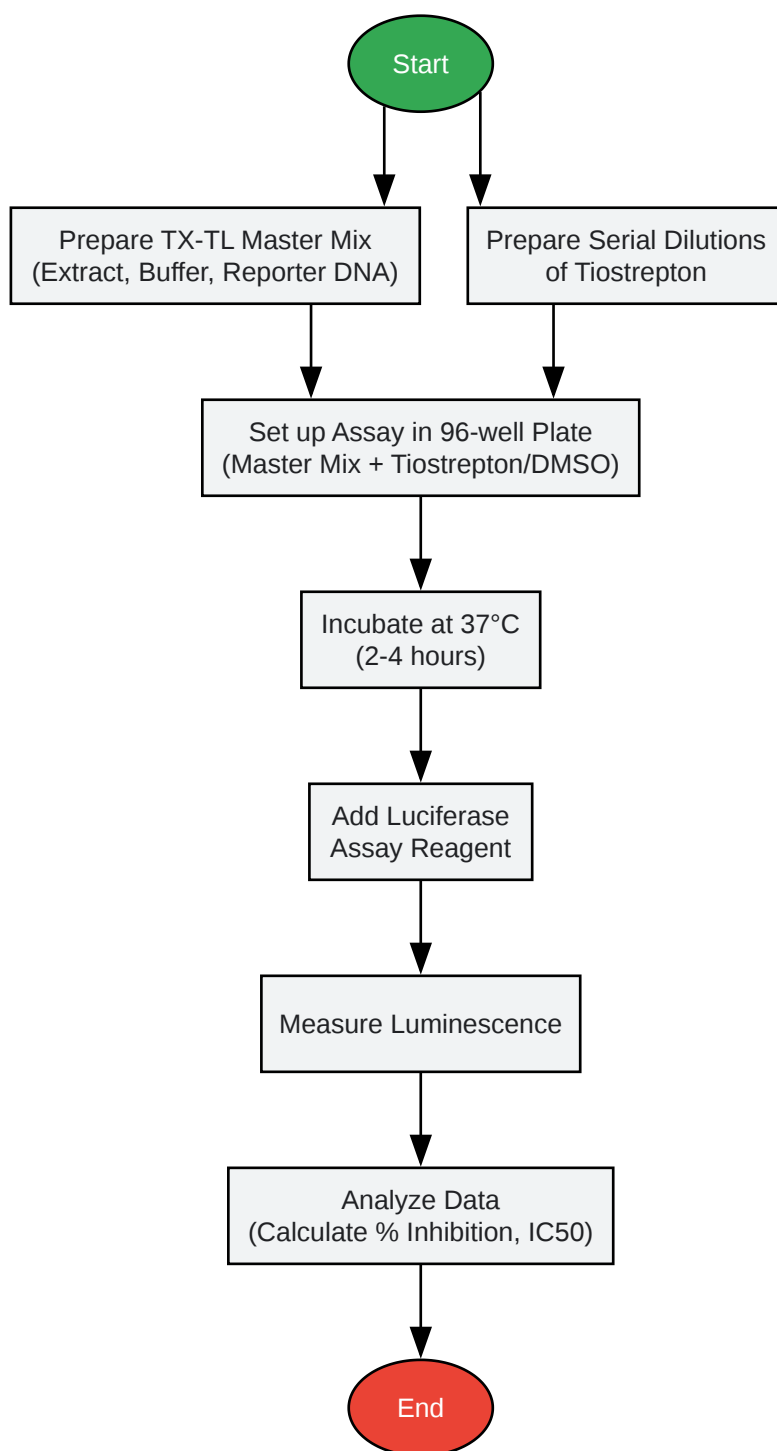 Start
Prepare TX-TL Master Mix
(Extract, Buffer, Reporter DNA)
Prepare Serial Dilutions
of Tiostrepton
Set up Assay in 96-well Plate
(Master Mix + Tiostrepton/DMSO)
Incubate at 37°C
(2-4 hours)
Add Luciferase
Assay Reagent
Measure Luminescence
Analyze Data
(Calculate % Inhibition, IC50)
End